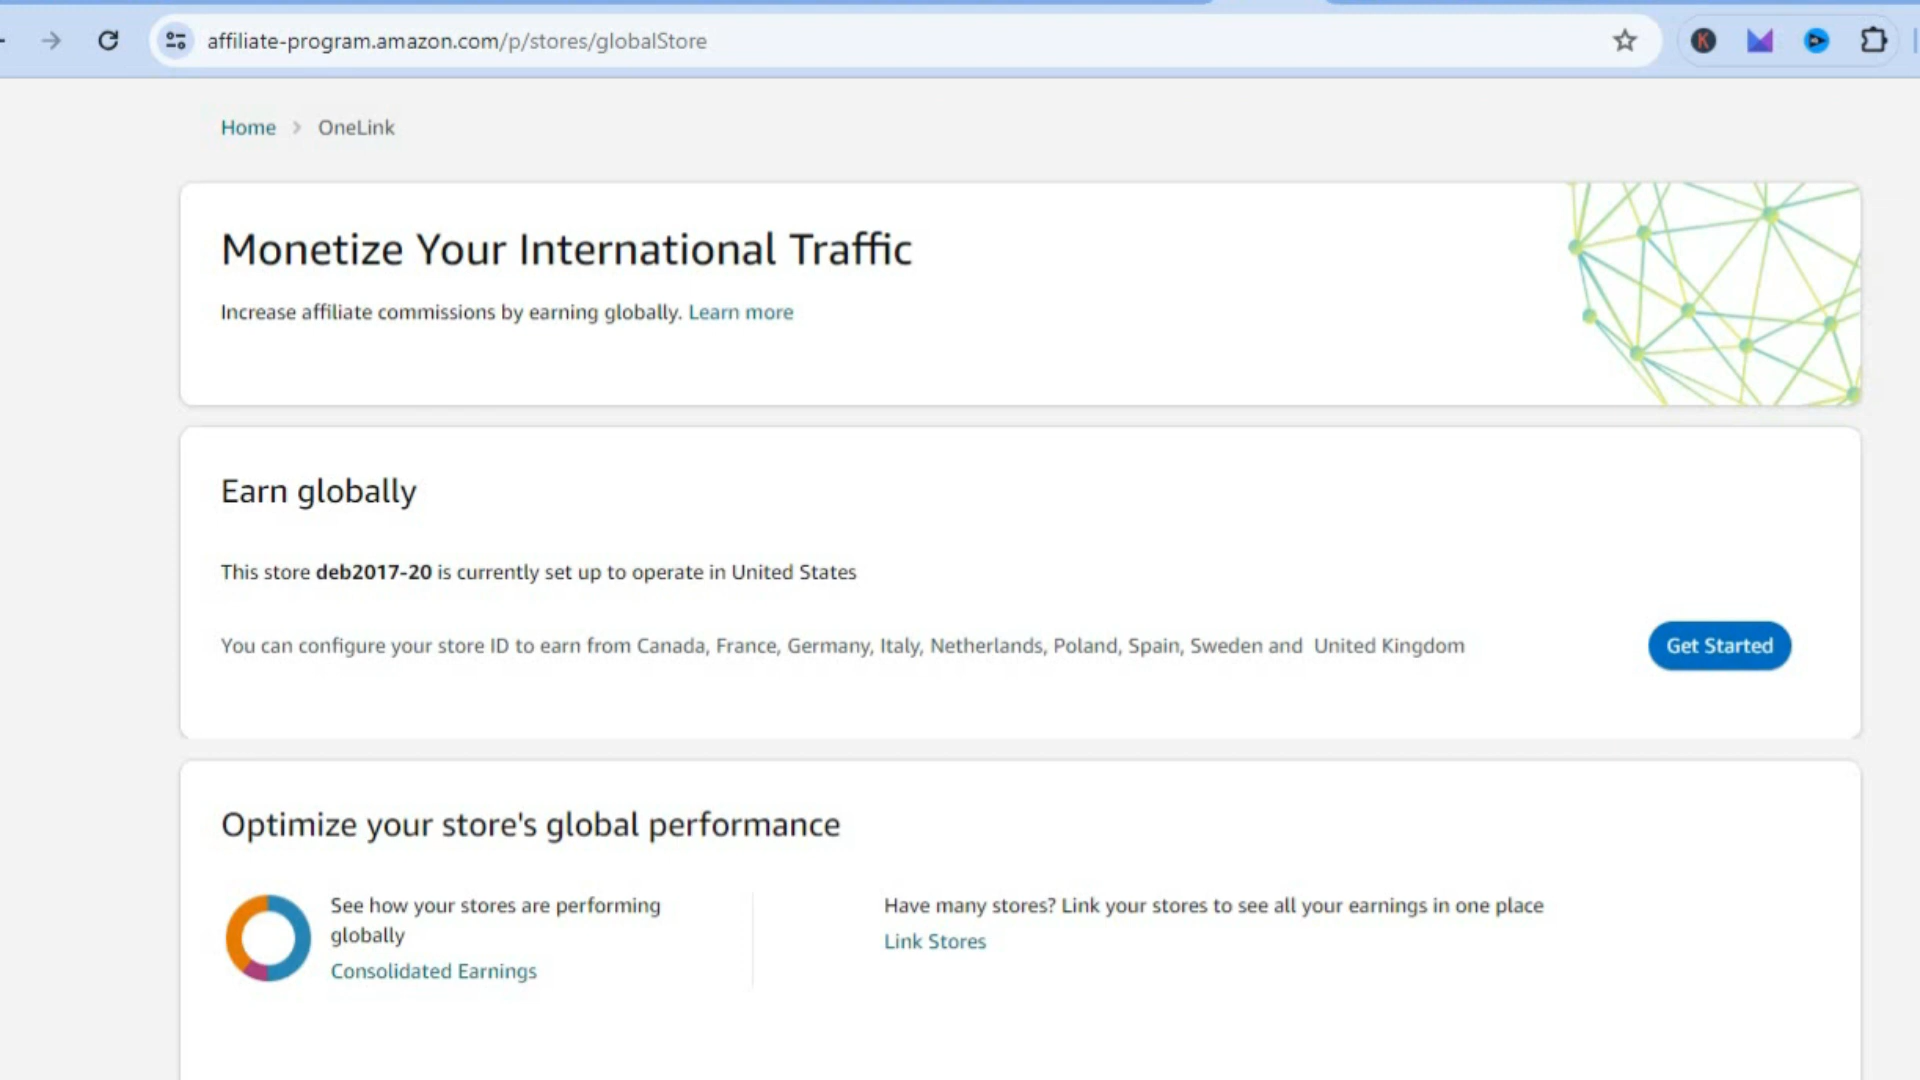 affiliate-program.amazon.com/p/stores/globalStore
K
Home > OneLink
Monetize Your International Traffic
Increase affiliate commissions by earning globally. Learn more
Earn globally
This store deb2017-20 is currently set up to operate in United States
You can configure your store ID to earn from Canada, France, Germany, Italy, Netherlands, Poland, Spain, Sweden and United Kingdom
Get Started
Optimize your store's global performance
See how your stores are performing
globally
Consolidated Earnings
Have many stores? Link your stores to see all your earnings in one place
Link Stores